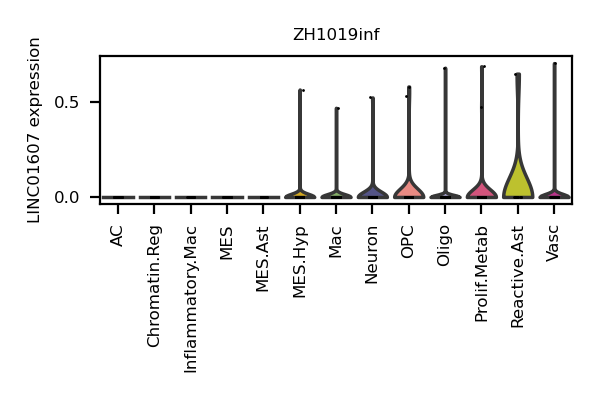 ZH1019inf
LINC01607 expression
0.5
0.0
AC
Chromatin.Reg
Inflammatory.Mac
MES
MES.Ast
MES.Hyp
Mac
Neuron
OPC
Oligo
Prolif.Metab
Reactive.Ast
Vasc